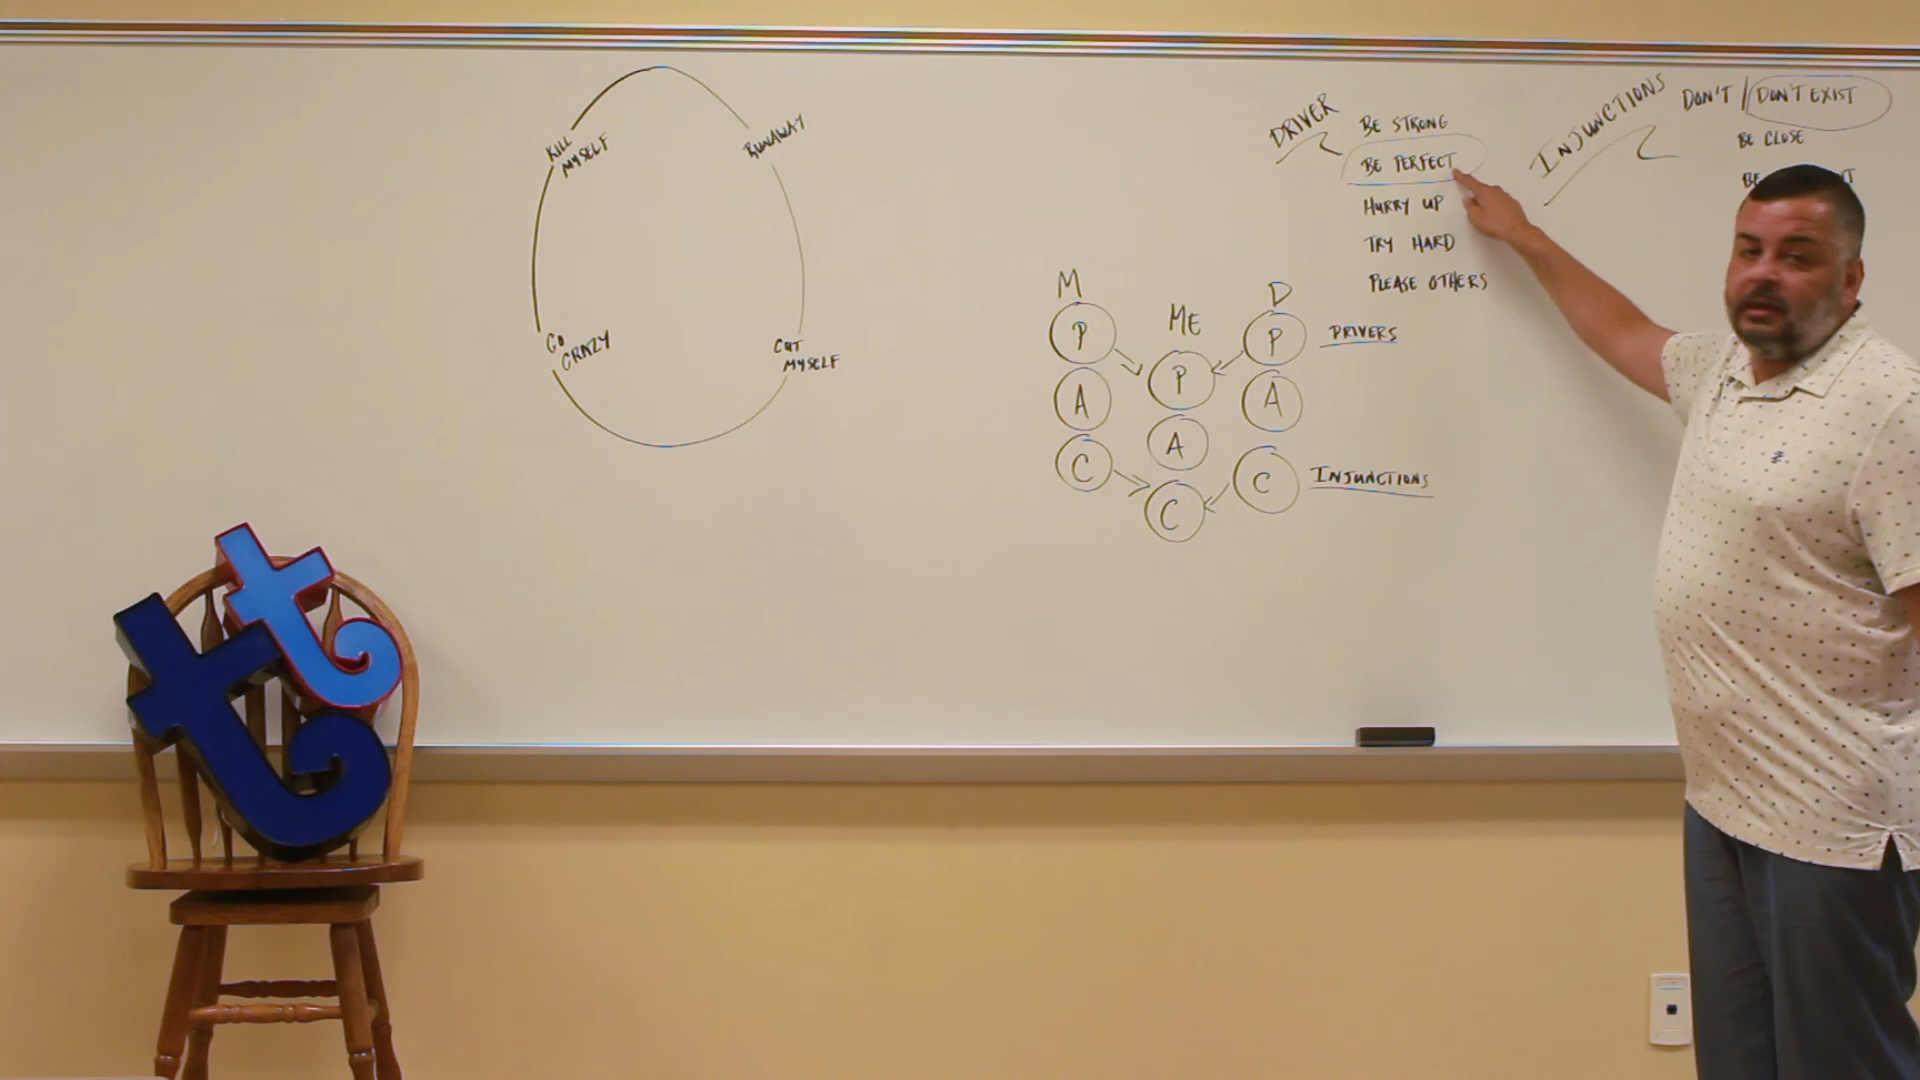 KILL
MYSELF
RUNAWAY
GO
CRAZY
CUT
MYSELF
DRIVER
BE STRONG
BE PERFECT
HURRY UP
TRY HARD
PLEASE OTHERS
INJUNCTIONS
DON'T / DON'T EXIST
BE CLOSE
BE
M
ME
D
P
P
P
DRIVERS
A
A
A
C
C
C
INJUNCTIONS
t
t